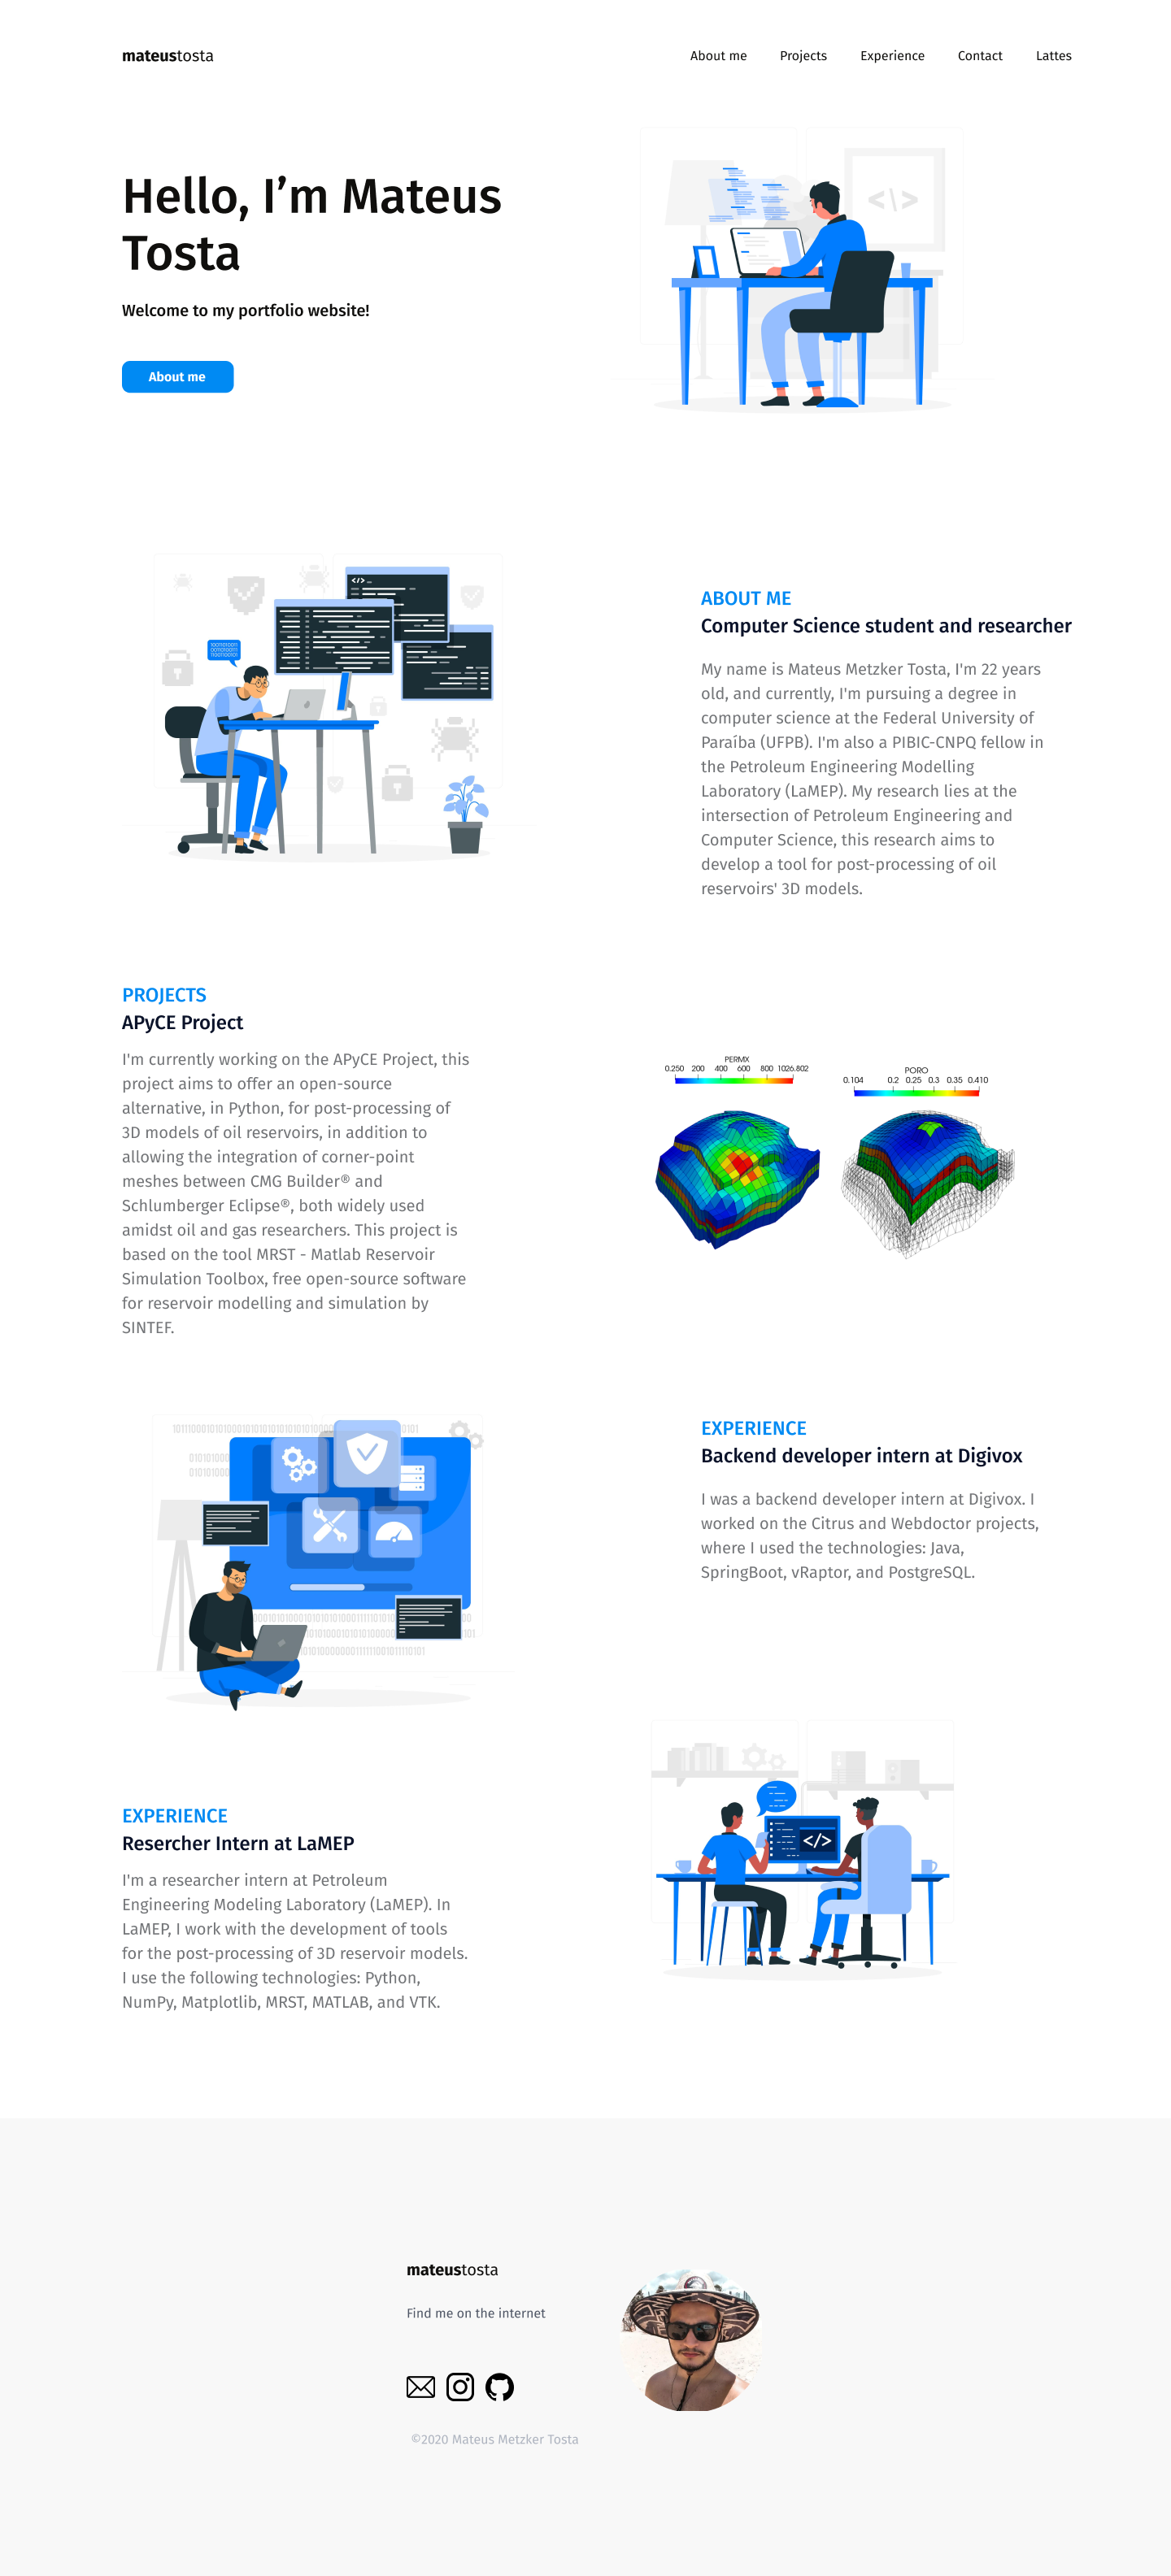 mateustosta
About me Projects Experience Contact Lattes
Hello, I’m Mateus
Tosta
Welcome to my portfolio website!
About me
</>
</>
ABOUT ME
Computer Science student and researcher
My name is Mateus Metzker Tosta, I'm 22 years
old, and currently, I'm pursuing a degree in
computer science at the Federal University of
Paraíba (UFPB). I'm also a PIBIC-CNPQ fellow in
the Petroleum Engineering Modelling
Laboratory (LaMEP). My research lies at the
intersection of Petroleum Engineering and
Computer Science, this research aims to
develop a tool for post-processing of oil
reservoirs' 3D models.
PROJECTS
APyCE Project
I'm currently working on the APyCE Project, this
project aims to offer an open-source
alternative, in Python, for post-processing of
3D models of oil reservoirs, in addition to
allowing the integration of corner-point
meshes between CMG Builder® and
Schlumberger Eclipse®, both widely used
amidst oil and gas researchers. This project is
based on the tool MRST - Matlab Reservoir
Simulation Toolbox, free open-source software
for reservoir modelling and simulation by
SINTEF.
PERMX
0.250 200 400 600 800 1026.802
PORO
0.104 0.2 0.25 0.3 0.35 0.410
EXPERIENCE
Backend developer intern at Digivox
I was a backend developer intern at Digivox. I
worked on the Citrus and Webdoctor projects,
where I used the technologies: Java,
SpringBoot, vRaptor, and PostgreSQL.
EXPERIENCE
Resercher Intern at LaMEP
I'm a researcher intern at Petroleum
Engineering Modeling Laboratory (LaMEP). In
LaMEP, I work with the development of tools
for the post-processing of 3D reservoir models.
I use the following technologies: Python,
NumPy, Matplotlib, MRST, MATLAB, and VTK.
</>
mateustosta
Find me on the internet
©2020 Mateus Metzker Tosta